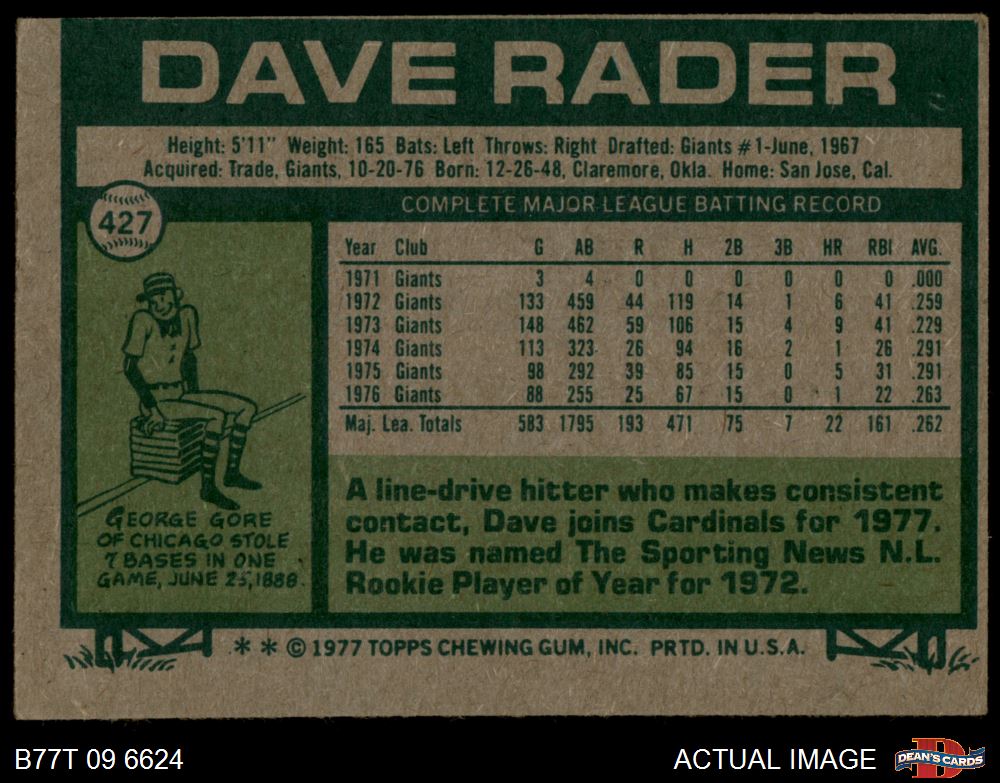 DAVE RADER
Height: 5'11" Weight: 165 Bats: Left Throws: Right Drafted: Giants #1-June, 1967
Acquired: Trade, Giants, 10-20-76 Born: 12-26-48, Claremore, Okla. Home: San Jose, Cal.
427
COMPLETE MAJOR LEAGUE BATTING RECORD
Year Club G AB R H 2B 3B HR RBI AVG.
1971 Giants 3 4 0 0 0 0 0 0 .000
1972 Giants 133 459 44 119 14 1 6 41 .259
1973 Giants 148 462 59 106 15 4 9 41 .229
1974 Giants 113 323 26 94 16 2 1 26 .291
1975 Giants 98 292 39 85 15 0 5 31 .291
1976 Giants 88 255 25 67 15 0 1 22 .263
Maj. Lea. Totals 583 1795 193 471 75 7 22 161 .262
GEORGE GORE
OF CHICAGO STOLE
7 BASES IN ONE
GAME, JUNE 25, 1888.
A line-drive hitter who makes consistent
contact, Dave joins Cardinals for 1977.
He was named The Sporting News N.L.
Rookie Player of Year for 1972.
** © 1977 TOPPS CHEWING GUM, INC. PRTD. IN U.S.A.
B77T 09 6624
ACTUAL IMAGE
DEAN'S CARDS